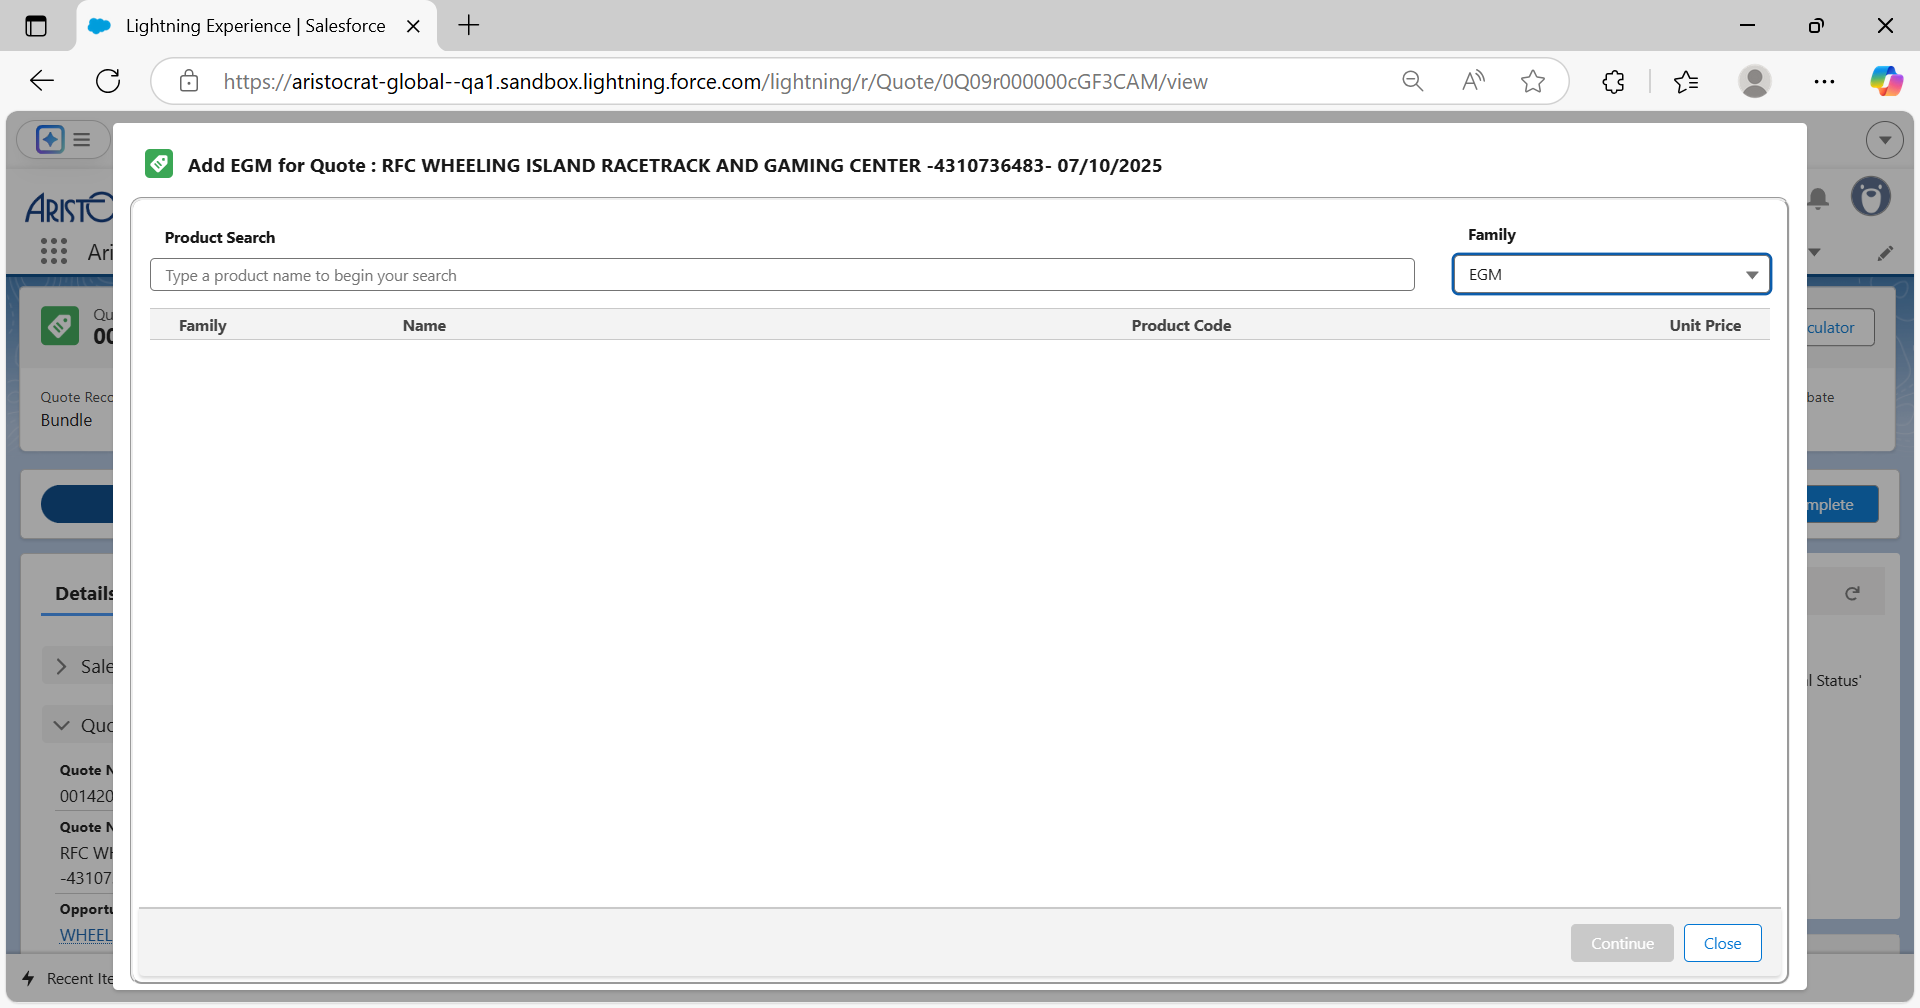 Lightning Experience | Salesforce
https://aristocrat-global--qa1.sandbox.lightning.force.com/lightning/r/Quote/0Q09r000000cGF3CAM/view
Add EGM for Quote : RFC WHEELING ISLAND RACETRACK AND GAMING CENTER -4310736483- 07/10/2025
ARISTO
Ari
Product Search
Family
Type a product name to begin your search
EGM
Family Name Product Code Unit Price
Qu
00
culator
Quote Reco
Bundle
bate
mplete
Details
Sale
l Status'
Quo
Quote N
001420
Quote N
RFC WH
-43107
Opportu
WHEEL
Continue
Close
Recent Ite